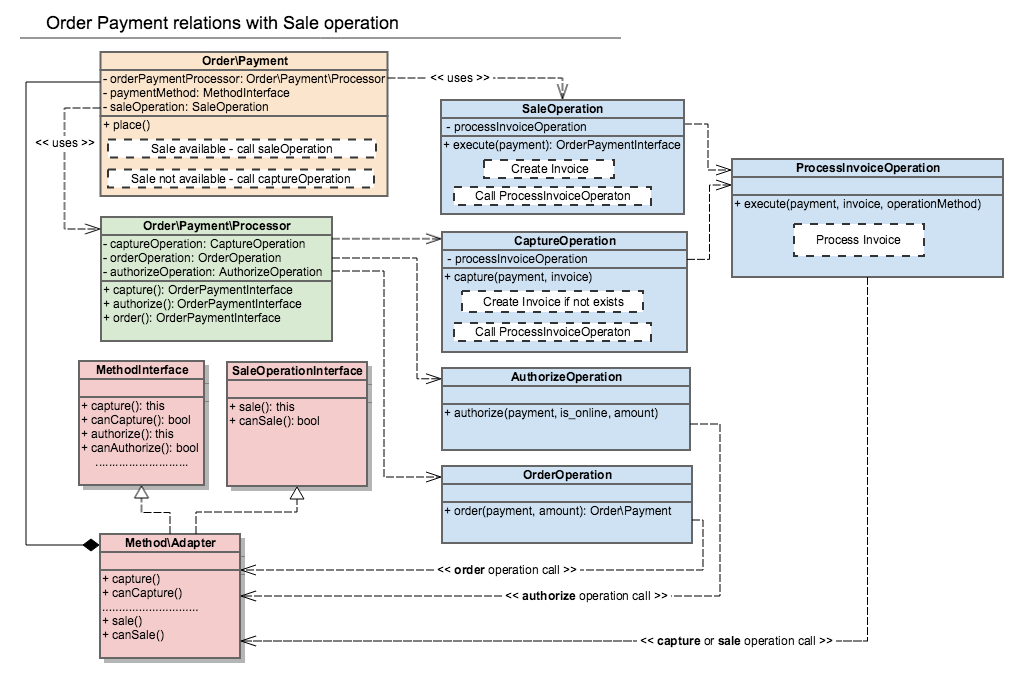 Order Payment relations with Sale operation
Order\Payment
- orderPaymentProcessor: Order\Payment\Processor
- paymentMethod: MethodInterface
- saleOperation: SaleOperation
+ place()
Sale available - call saleOperation
Sale not available - call captureOperation
<< uses >>
<< uses >>
SaleOperation
- processInvoiceOperation
+ execute(payment): OrderPaymentInterface
Create Invoice
Call ProcessInvoiceOperaton
ProcessInvoiceOperation
+ execute(payment, invoice, operationMethod)
Process Invoice
Order\Payment\Processor
- captureOperation: CaptureOperation
- orderOperation: OrderOperation
- authorizeOperation: AuthorizeOperation
+ capture(): OrderPaymentInterface
+ authorize(): OrderPaymentInterface
+ order(): OrderPaymentInterface
CaptureOperation
- processInvoiceOperation
+ capture(payment, invoice)
Create Invoice if not exists
Call ProcessInvoiceOperaton
MethodInterface
+ capture(): this
+ canCapture(): bool
+ authorize(): this
+ canAuthorize(): bool
............................
SaleOperationInterface
+ sale(): this
+ canSale(): bool
AuthorizeOperation
+ authorize(payment, is_online, amount)
OrderOperation
+ order(payment, amount): Order\Payment
Method\Adapter
+ capture()
+ canCapture()
.............................
+ sale()
+ canSale()
<< order operation call >>
<< authorize operation call >>
<< capture or sale operation call >>